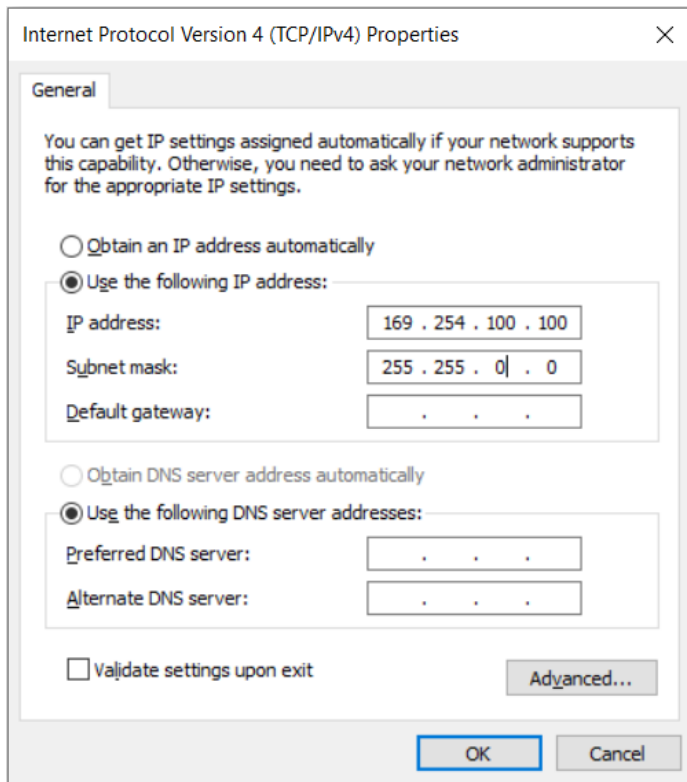 Internet Protocol Version 4 (TCP/IPv4) Properties
General
You can get IP settings assigned automatically if your network supports
this capability. Otherwise, you need to ask your network administrator
for the appropriate IP settings.
Obtain an IP address automatically
Use the following IP address:
IP address: 169 . 254 . 100 . 100
Subnet mask: 255 . 255 . 0 . 0
Default gateway: . . .
Obtain DNS server address automatically
Use the following DNS server addresses:
Preferred DNS server: . . .
Alternate DNS server: . . .
Validate settings upon exit
Advanced...
OK Cancel